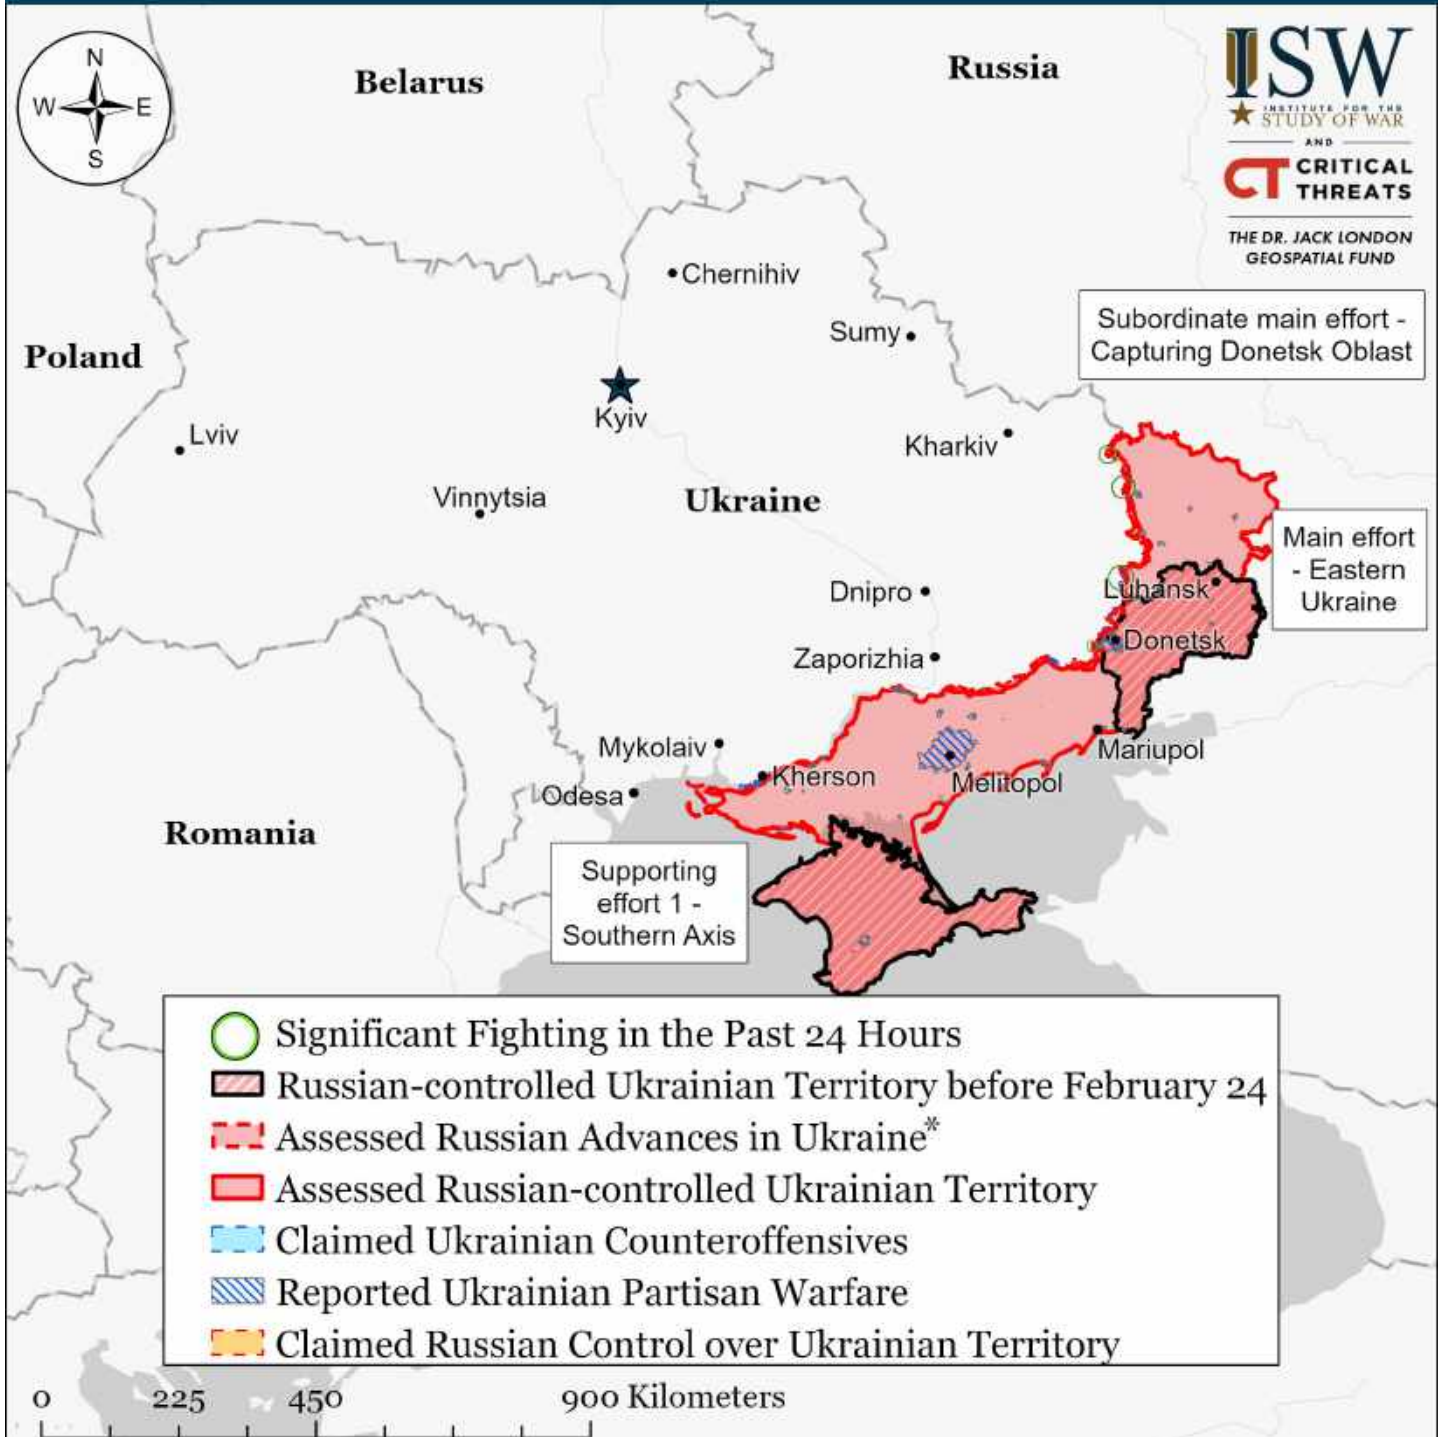 N
W
E
S
Belarus
Russia
ISW
INSTITUTE FOR THE
STUDY OF WAR
AND
CT CRITICAL
THREATS
THE DR. JACK LONDON
GEOSPATIAL FUND
Chernihiv
Subordinate main effort -
Capturing Donetsk Oblast
Sumy
Poland
Kyiv
Lviv
Kharkiv
Vinnytsia
Ukraine
Main effort
- Eastern
Ukraine
Dnipro
Luhansk
Donetsk
Zaporizhia
Mykolaiv
Mariupol
Kherson
Melitopol
Odesa
Romania
Supporting
effort 1 -
Southern Axis
Significant Fighting in the Past 24 Hours
Russian-controlled Ukrainian Territory before February 24
Assessed Russian Advances in Ukraine*
Assessed Russian-controlled Ukrainian Territory
Claimed Ukrainian Counteroffensives
Reported Ukrainian Partisan Warfare
Claimed Russian Control over Ukrainian Territory
0 225 450 900 Kilometers